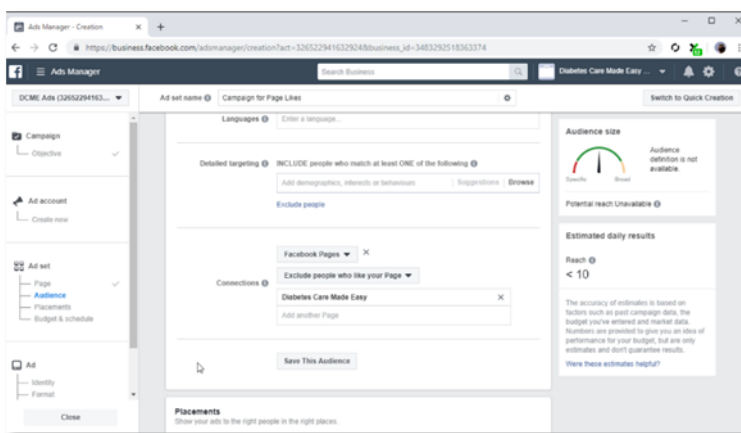 Ads Manager - Creation
https://business.facebook.com/adsmanager/creation?act=326522941632924&business_id=3483292518363374
Ads Manager
Search Business
Diabetes Care Made Easy ...
DCME Ads (32652294163...
Ad set name
Campaign for Page Likes
Switch to Quick Creation
Campaign
Objective
Ad account
Create new
Ad set
Page
Audience
Placements
Budget & schedule
Ad
Identity
Format
Close
Languages
Enter a language...
Detailed targeting
INCLUDE people who match at least ONE of the following
Add demographics, interests or behaviours
Suggestions
Browse
Exclude people
Connections
Facebook Pages
Exclude people who like your Page
Diabetes Care Made Easy
Add another Page
Save This Audience
Placements
Show your ads to the right people in the right places.
Audience size
Specific
Broad
Audience
definition is not
available.
Potential reach Unavailable
Estimated daily results
Reach
< 10
The accuracy of estimates is based on
factors such as past campaign data, the
budget you've entered and market data.
Numbers are provided to give you an idea of
performance for your budget, but are only
estimates and don't guarantee results.
Were these estimates helpful?